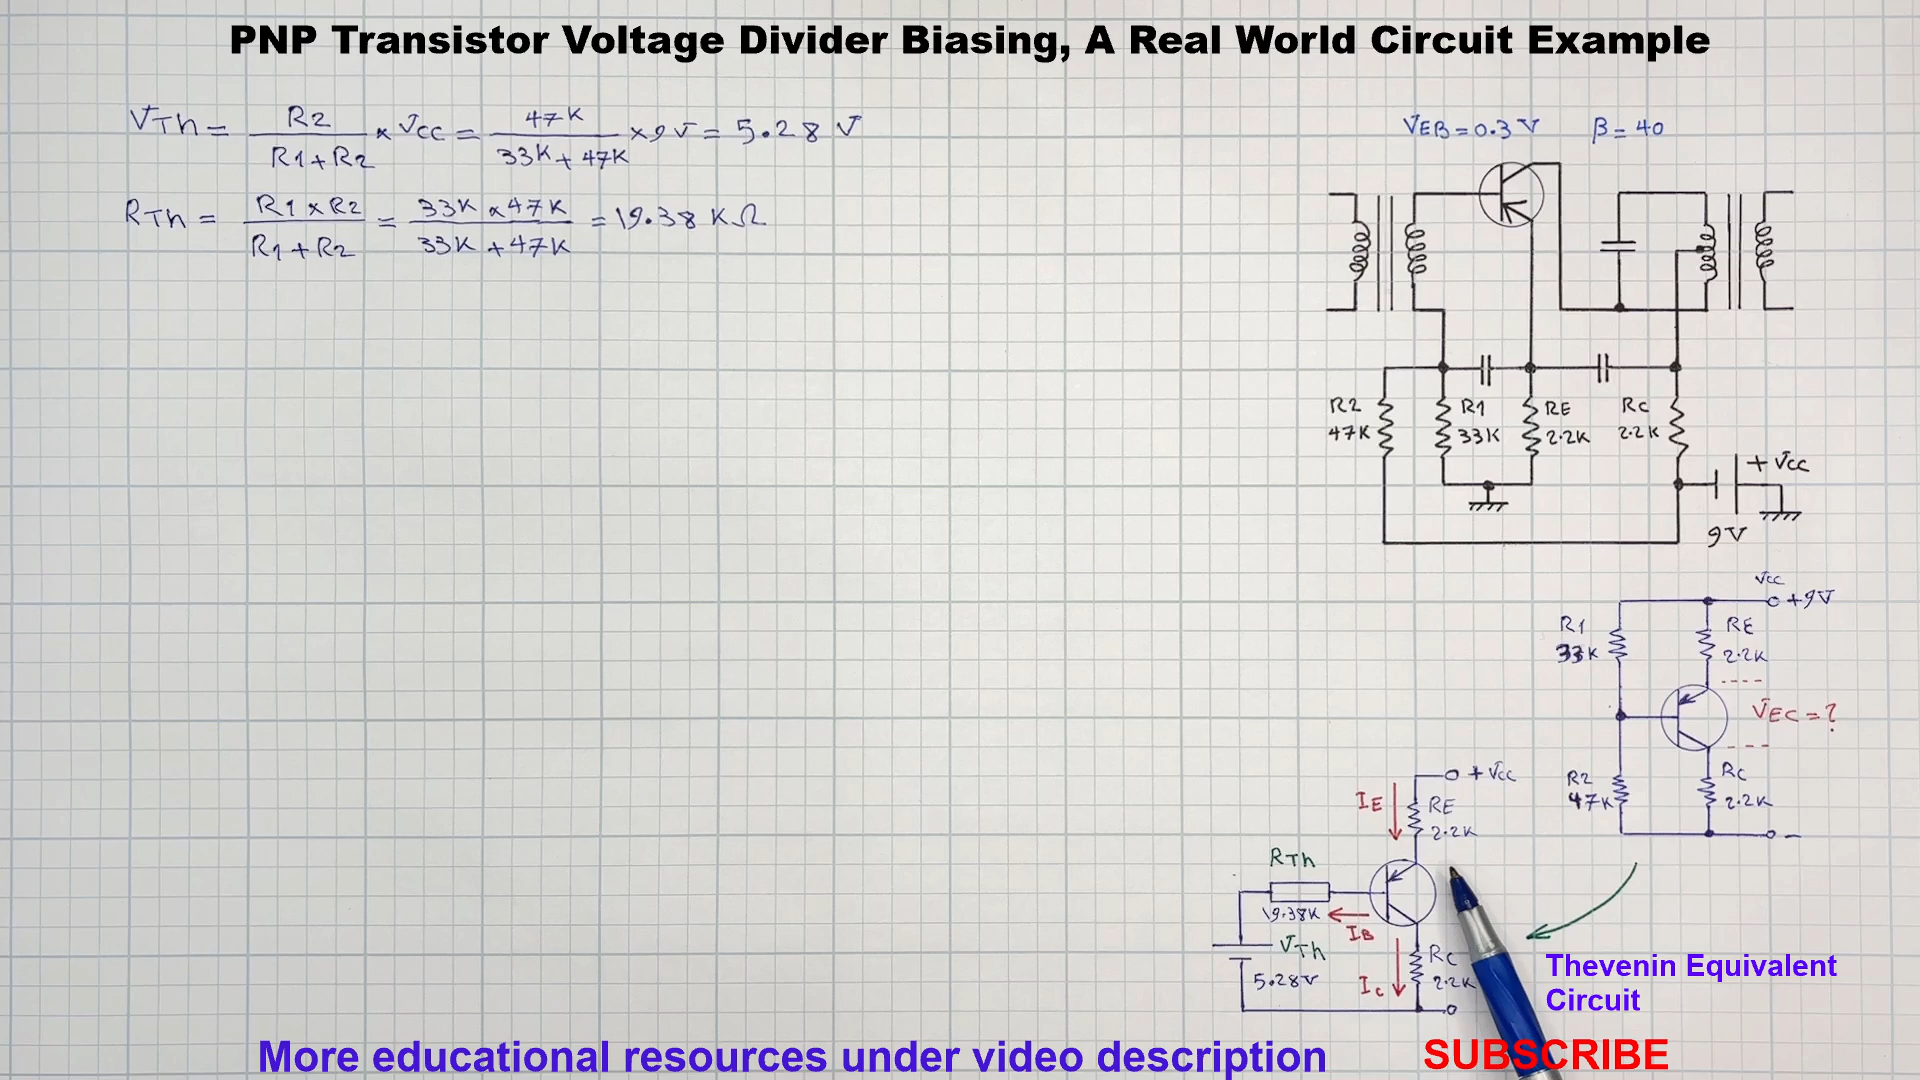 PNP Transistor Voltage Divider Biasing, A Real World Circuit Example
VTh = R2 / R1+R2 × VCC = 47K / 33K+47K × 9V = 5.28 V
RTh = R1 × R2 / R1+R2 = 33K × 47K / 33K+47K = 19.38 KΩ
VEB = 0.3 V β = 40
R2 47K
R1 33K
RE 2.2K
RC 2.2K
+ VCC
9V
VCC
+9V
R1 33K
RE 2.2K
VEC = ?
R2 47K
RC 2.2K
-
+ VCC
IE
RE 2.2K
RTh
19.38K
IB
VTh
5.28V
IC
RC 2.2K
Thevenin Equivalent
Circuit
More educational resources under video description
SUBSCRIBE